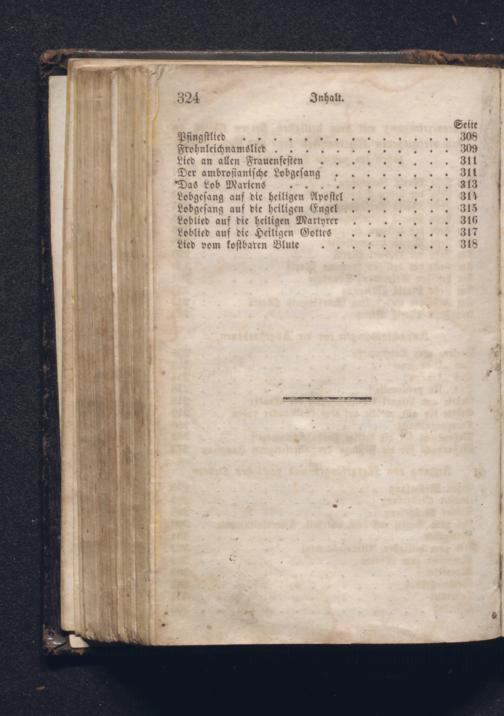 324 Inhalt.
Seite
Pfingstlied . . . . . . . . . . . . . . . 308
Frohnleichnamslied . . . . . . . . . . . . 309
Lied an allen Frauenfesten . . . . . . . . . 311
Der ambrosianische Lobgesang . . . . . . . . 311
Das Lob Mariens . . . . . . . . . . . . 313
Lobgesang auf die heiligen Apostel . . . . . . . 314
Lobgesang auf die heiligen Engel . . . . . . . 315
Loblied auf die heiligen Martyrer . . . . . . . 316
Loblied auf die Heiligen Gottes . . . . . . . 317
Lied vom kostbaren Blute . . . . . . . . . 318